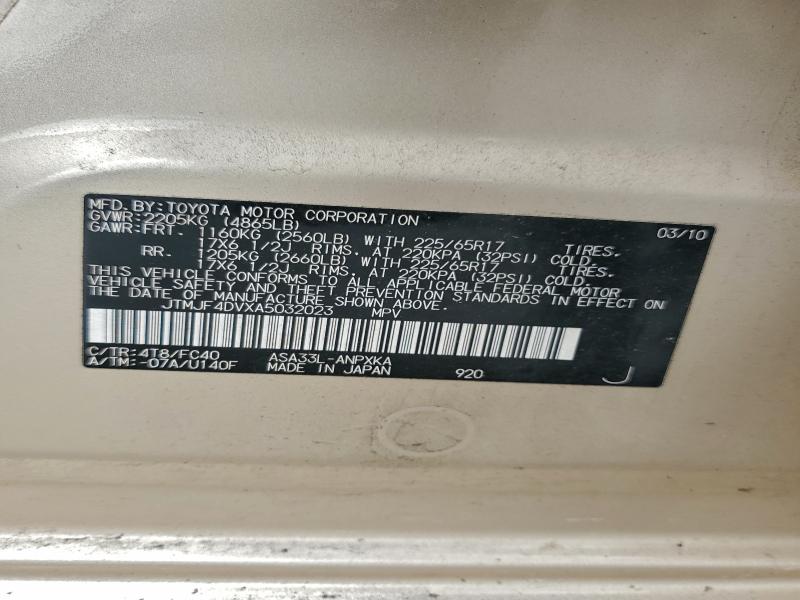 MFD. BY: TOYOTA MOTOR CORPORATION 03/10
GVWR: 2205KG (4865LB)
GAWR: FRT. 1160KG (2560LB) WITH 225/65R17 TIRES.
17X6 1/2J RIMS. AT 220KPA (32PSI) COLD.
RR. 1205KG (2660LB) WITH 225/65R17 TIRES.
17X6 1/2J RIMS. AT 220KPA (32PSI) COLD.
THIS VEHICLE CONFORMS TO ALL APPLICABLE FEDERAL MOTOR
VEHICLE SAFETY AND THEFT PREVENTION STANDARDS IN EFFECT ON
THE DATE OF MANUFACTURE SHOWN ABOVE.
JTMJF4DVXA5032023 MPV
C/TR: 4T8/FC40 ASA33L-ANPXKA
A/TM: -07A/U140F MADE IN JAPAN 920 J